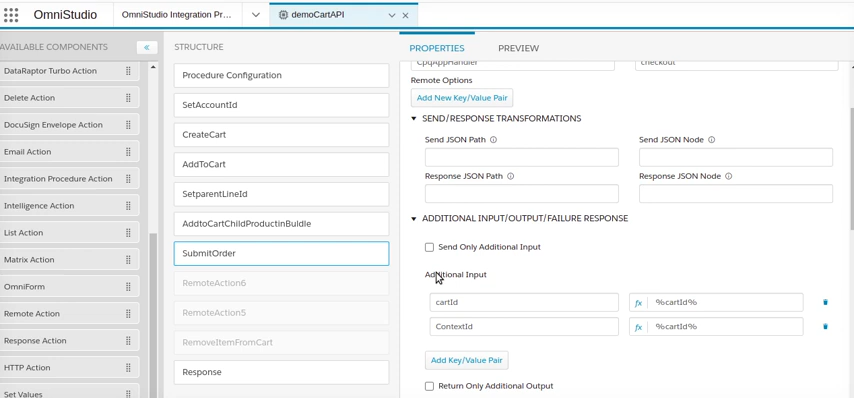 OmniStudio
OmniStudio Integration Pr...
demoCartAPI
AVAILABLE COMPONENTS
DataRaptor Turbo Action
Delete Action
DocuSign Envelope Action
Email Action
Integration Procedure Action
Intelligence Action
List Action
Matrix Action
OmniForm
Remote Action
Response Action
HTTP Action
Set Values
STRUCTURE
Procedure Configuration
SetAccountId
CreateCart
AddToCart
SetparentLineId
AddtoCartChildProductinBuldle
SubmitOrder
RemoteAction6
RemoteAction5
RemoveItemFromCart
Response
PROPERTIES
PREVIEW
CpqAppHandler
checkout
Remote Options
Add New Key/Value Pair
SEND/RESPONSE TRANSFORMATIONS
Send JSON Path
Send JSON Node
Response JSON Path
Response JSON Node
ADDITIONAL INPUT/OUTPUT/FAILURE RESPONSE
Send Only Additional Input
Additional Input
cartId
fx
%cartId%
ContextId
fx
%cartId%
Add Key/Value Pair
Return Only Additional Output